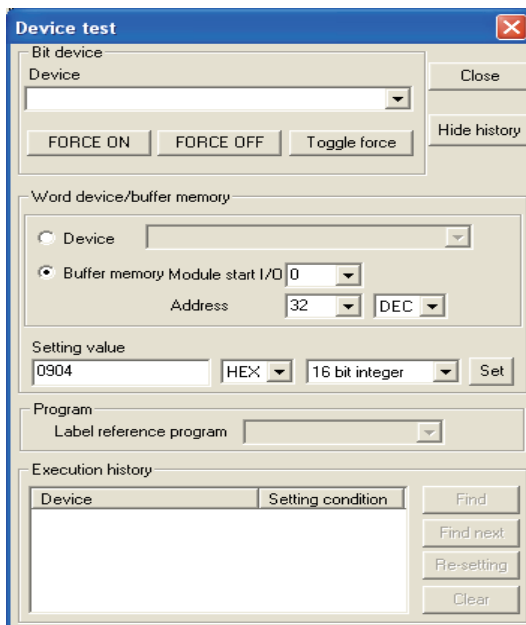 Device test
Bit device
Device
Close
FORCE ON FORCE OFF Toggle force
Hide history
Word device/buffer memory
Device
Buffer memory Module start I/O 0
Address 32 DEC
Setting value
0904 HEX 16 bit integer Set
Program
Label reference program
Execution history
Device Setting condition
Find
Find next
Re-setting
Clear